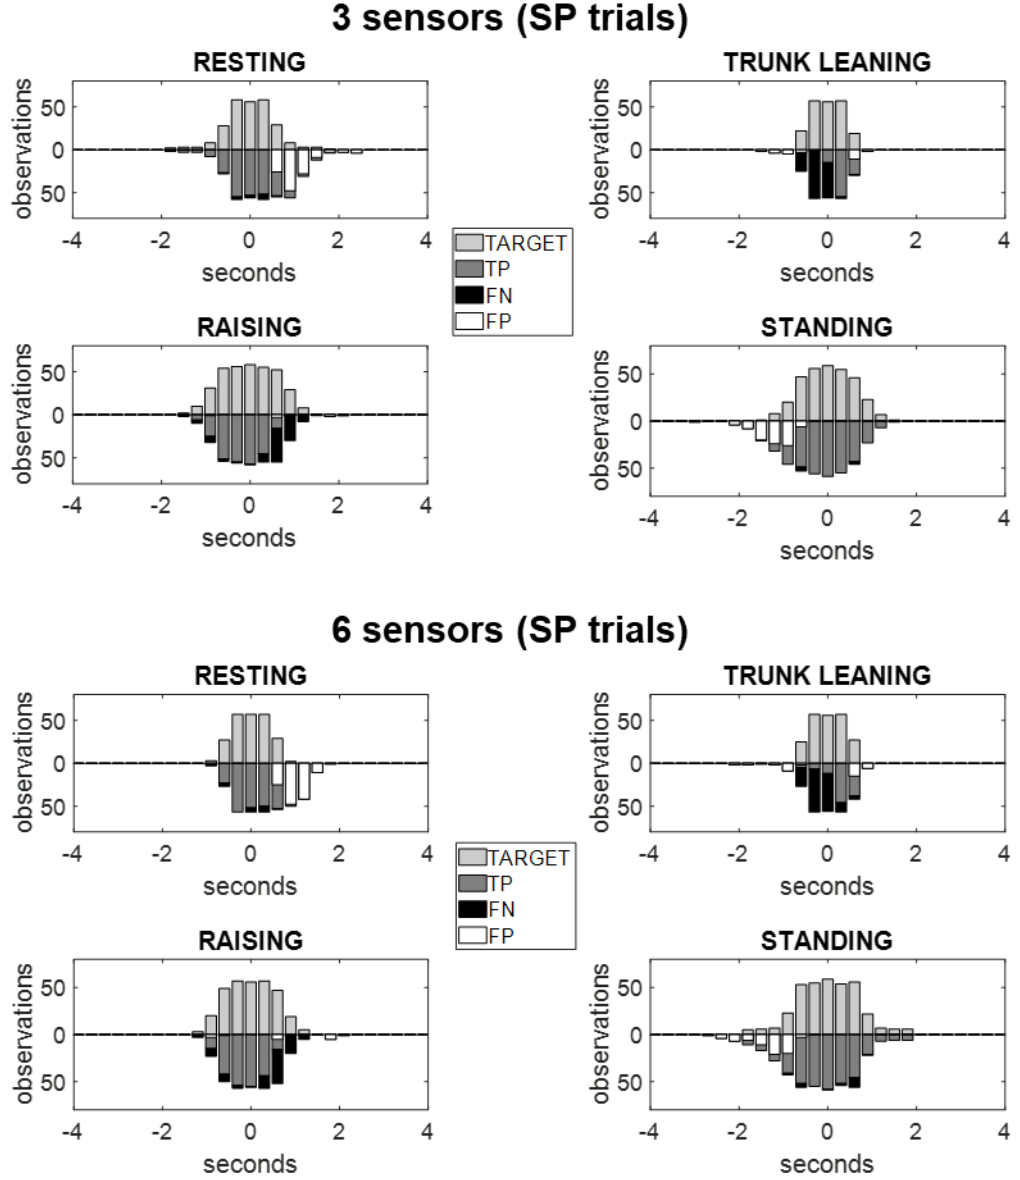 3 sensors (SP trials)
RESTING
TRUNK LEANING
observations
50
0
50
-4 -2 0 2 4
seconds
observations
50
0
50
-4 -2 0 2 4
seconds
TARGET
TP
FN
FP
RAISING
STANDING
observations
50
0
50
-4 -2 0 2 4
seconds
observations
50
0
50
-4 -2 0 2 4
seconds
6 sensors (SP trials)
RESTING
TRUNK LEANING
observations
50
0
50
-4 -2 0 2 4
seconds
observations
50
0
50
-4 -2 0 2 4
seconds
TARGET
TP
FN
FP
RAISING
STANDING
observations
50
0
50
-4 -2 0 2 4
seconds
observations
50
0
50
-4 -2 0 2 4
seconds